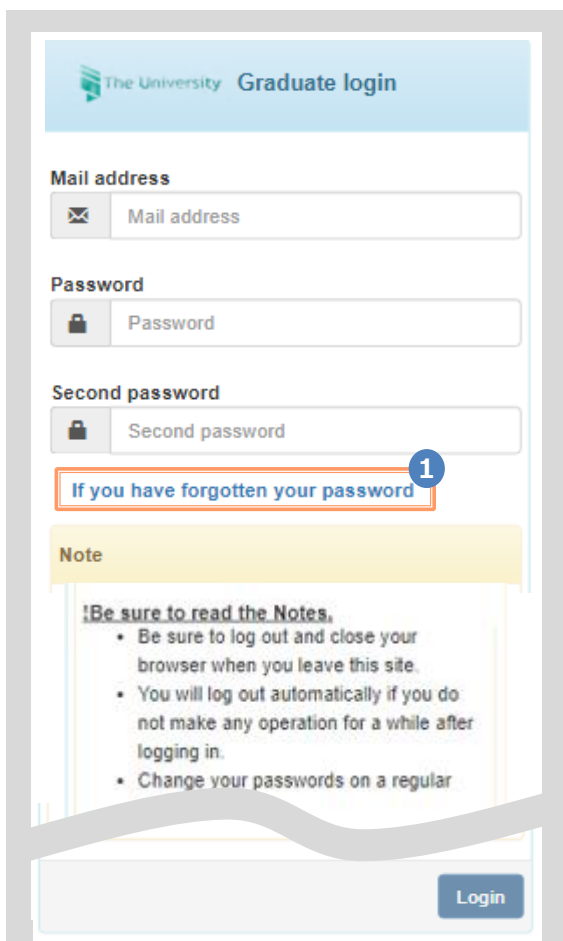 The University Graduate login
Mail address
Mail address
Password
Password
Second password
Second password
1
If you have forgotten your password
Note
!Be sure to read the Notes.
• Be sure to log out and close your
browser when you leave this site.
• You will log out automatically if you do
not make any operation for a while after
logging in.
• Change your passwords on a regular
Login